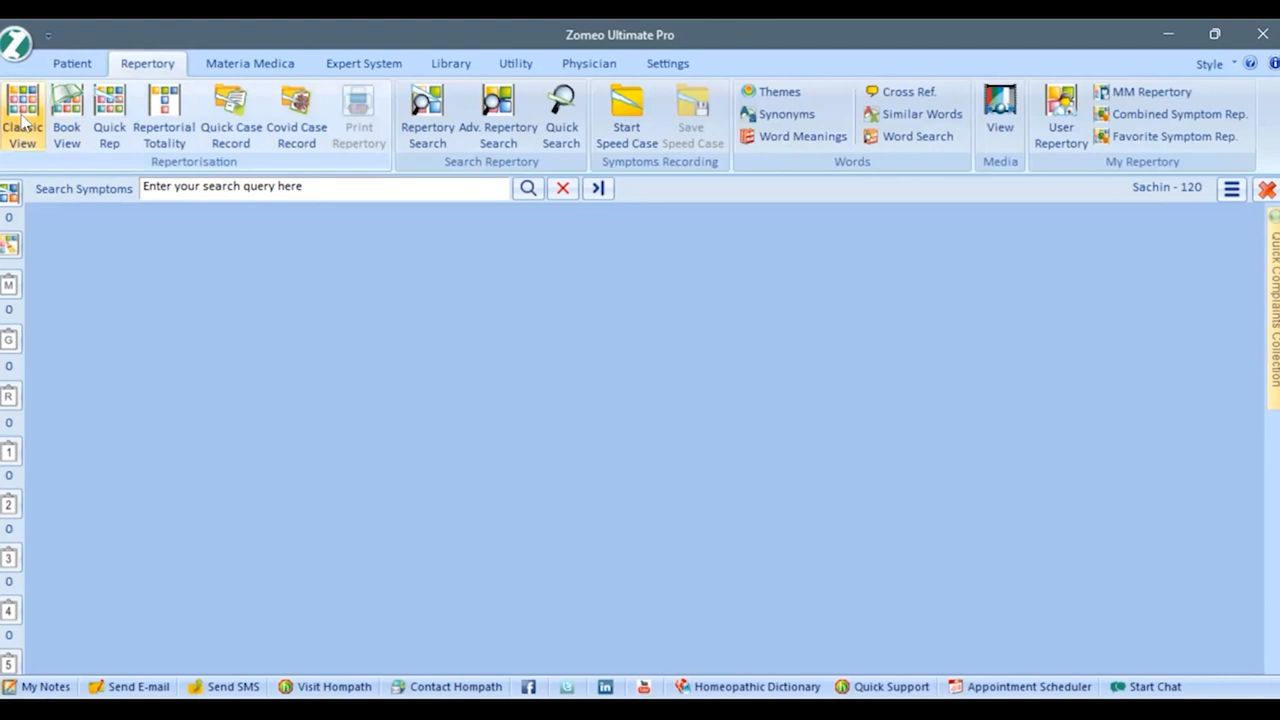 Zomeo Ultimate Pro
Patient Repertory Materia Medica Expert System Library Utility Physician Settings Style
Classic View Book View Quick Rep Repertorial Totality Quick Case Record Covid Case Record Print Repertory
Repertorisation
Repertory Search Adv. Repertory Search Quick Search
Search Repertory
Start Speed Case Save Speed Case
Symptoms Recording
Themes Cross Ref.
Synonyms Similar Words
Word Meanings Word Search
Words
View
Media
User Repertory
MM Repertory
Combined Symptom Rep.
Favorite Symptom Rep.
My Repertory
Search Symptoms Enter your search query here Sachin - 120
0
M
0
G
0
R
0
1
0
2
0
3
0
4
0
5
Quick Complaints Collection
My Notes Send E-mail Send SMS Visit Hompath Contact Hompath Homeopathic Dictionary Quick Support Appointment Scheduler Start Chat